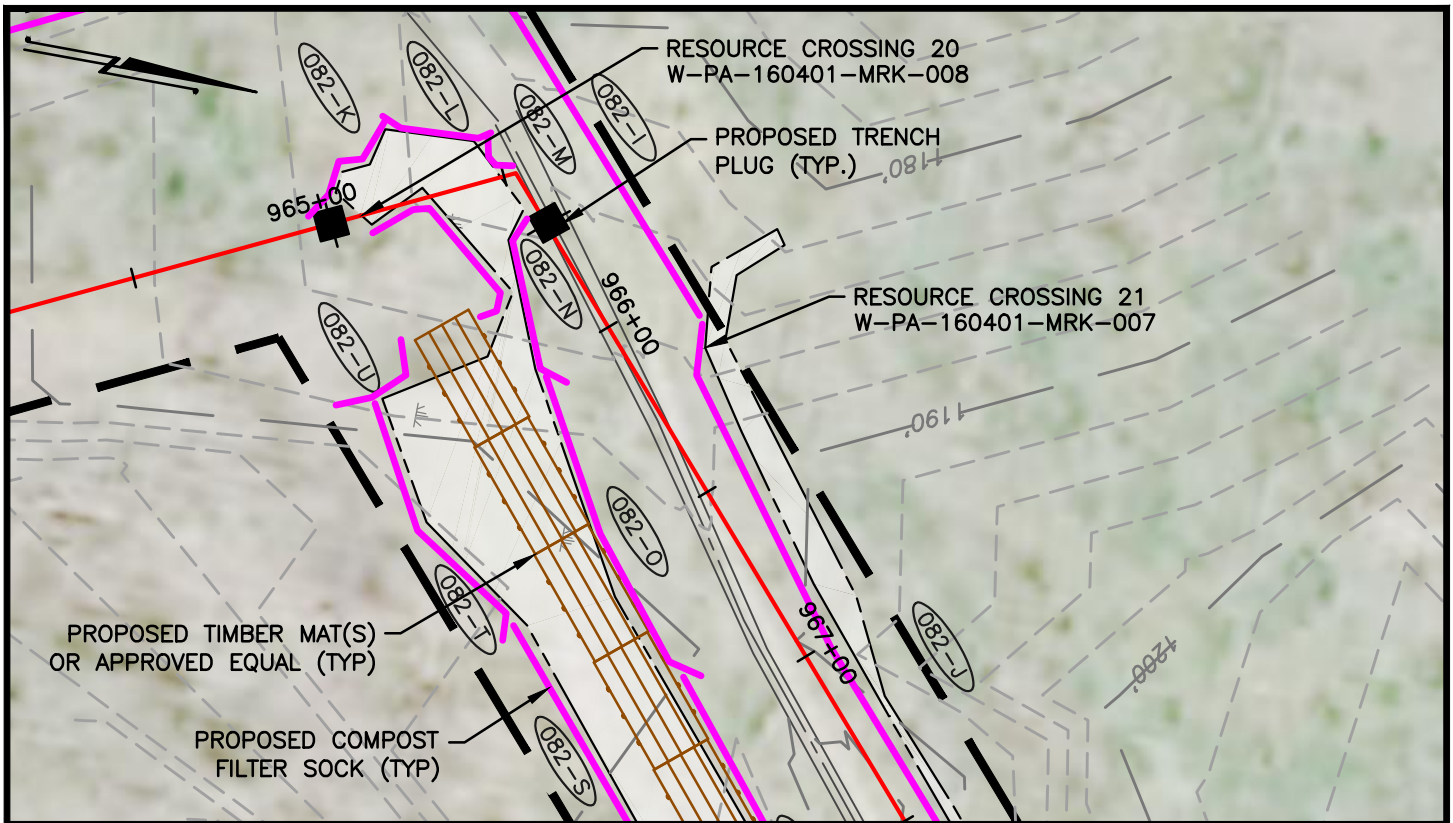 RESOURCE CROSSING 20
W-PA-160401-MRK-008
082-K
082-L
082-M
082-I
PROPOSED TRENCH
PLUG (TYP.)
1180'
965+00
082-N
966+00
RESOURCE CROSSING 21
W-PA-160401-MRK-007
082-U
1190'
082-O
082-T
967+00
082-J
PROPOSED TIMBER MAT(S)
OR APPROVED EQUAL (TYP)
1200'
PROPOSED COMPOST
FILTER SOCK (TYP)
082-S